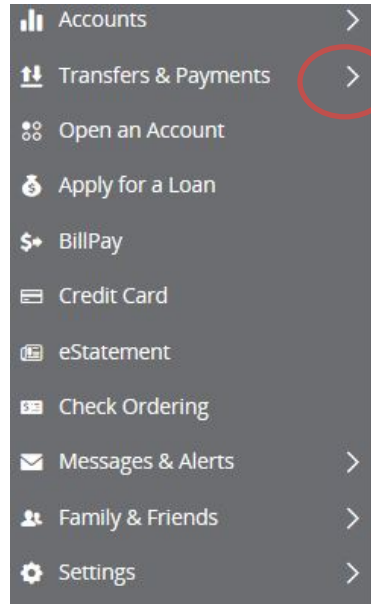 Accounts
Transfers & Payments
Open an Account
Apply for a Loan
BillPay
Credit Card
eStatement
Check Ordering
Messages & Alerts
Family & Friends
Settings